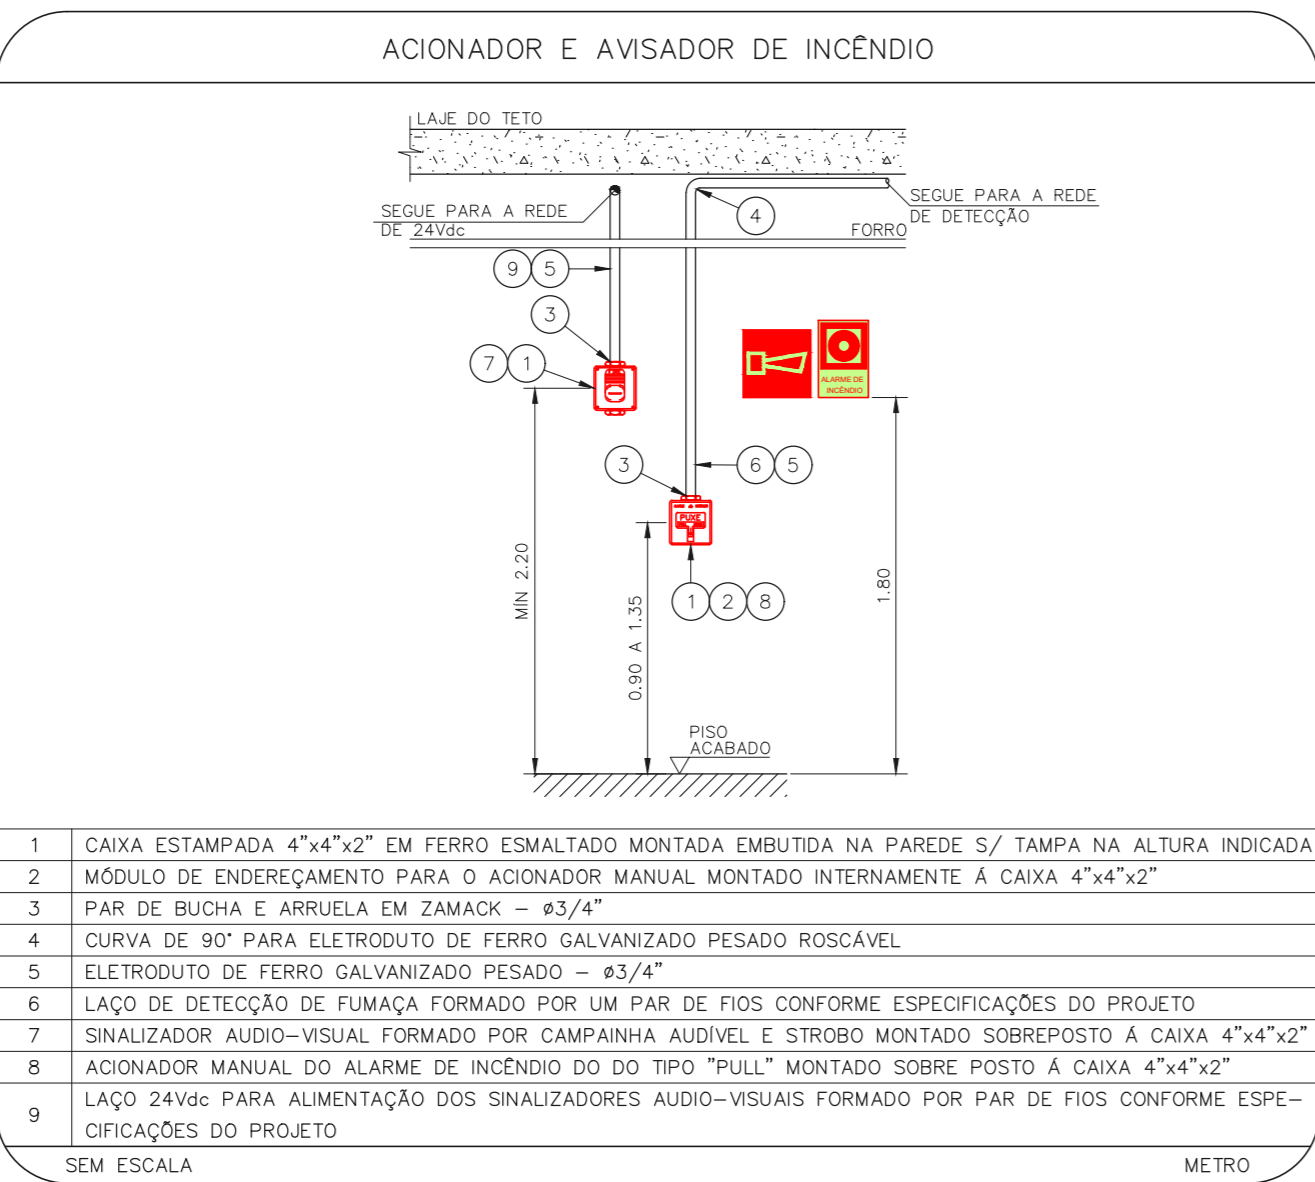 ACIONADOR E AVISADOR DE INCÊNDIO
LAJE DO TETO
SEGUE PARA A REDE
DE 24Vdc
4
SEGUE PARA A REDE
DE DETECÇÃO
FORRO
9 5
3
7 1
ALARME DE
INCÊNDIO
3
6 5
PUXE
1 2 8
MÍN 2.20
0.90 A 1.35
1.80
PISO
ACABADO
1 CAIXA ESTAMPADA 4"x4"x2" EM FERRO ESMALTADO MONTADA EMBUTIDA NA PAREDE S/ TAMPA NA ALTURA INDICADA
2 MÓDULO DE ENDEREÇAMENTO PARA O ACIONADOR MANUAL MONTADO INTERNAMENTE Á CAIXA 4"x4"x2"
3 PAR DE BUCHA E ARRUELA EM ZAMACK – ø3/4"
4 CURVA DE 90° PARA ELETRODUTO DE FERRO GALVANIZADO PESADO ROSCÁVEL
5 ELETRODUTO DE FERRO GALVANIZADO PESADO – ø3/4"
6 LAÇO DE DETECÇÃO DE FUMAÇA FORMADO POR UM PAR DE FIOS CONFORME ESPECIFICAÇÕES DO PROJETO
7 SINALIZADOR AUDIO–VISUAL FORMADO POR CAMPAINHA AUDÍVEL E STROBO MONTADO SOBREPOSTO Á CAIXA 4"x4"x2"
8 ACIONADOR MANUAL DO ALARME DE INCÊNDIO DO DO TIPO "PULL" MONTADO SOBRE POSTO Á CAIXA 4"x4"x2"
9 LAÇO 24Vdc PARA ALIMENTAÇÃO DOS SINALIZADORES AUDIO–VISUAIS FORMADO POR PAR DE FIOS CONFORME ESPE–
CIFICAÇÕES DO PROJETO
SEM ESCALA
METRO